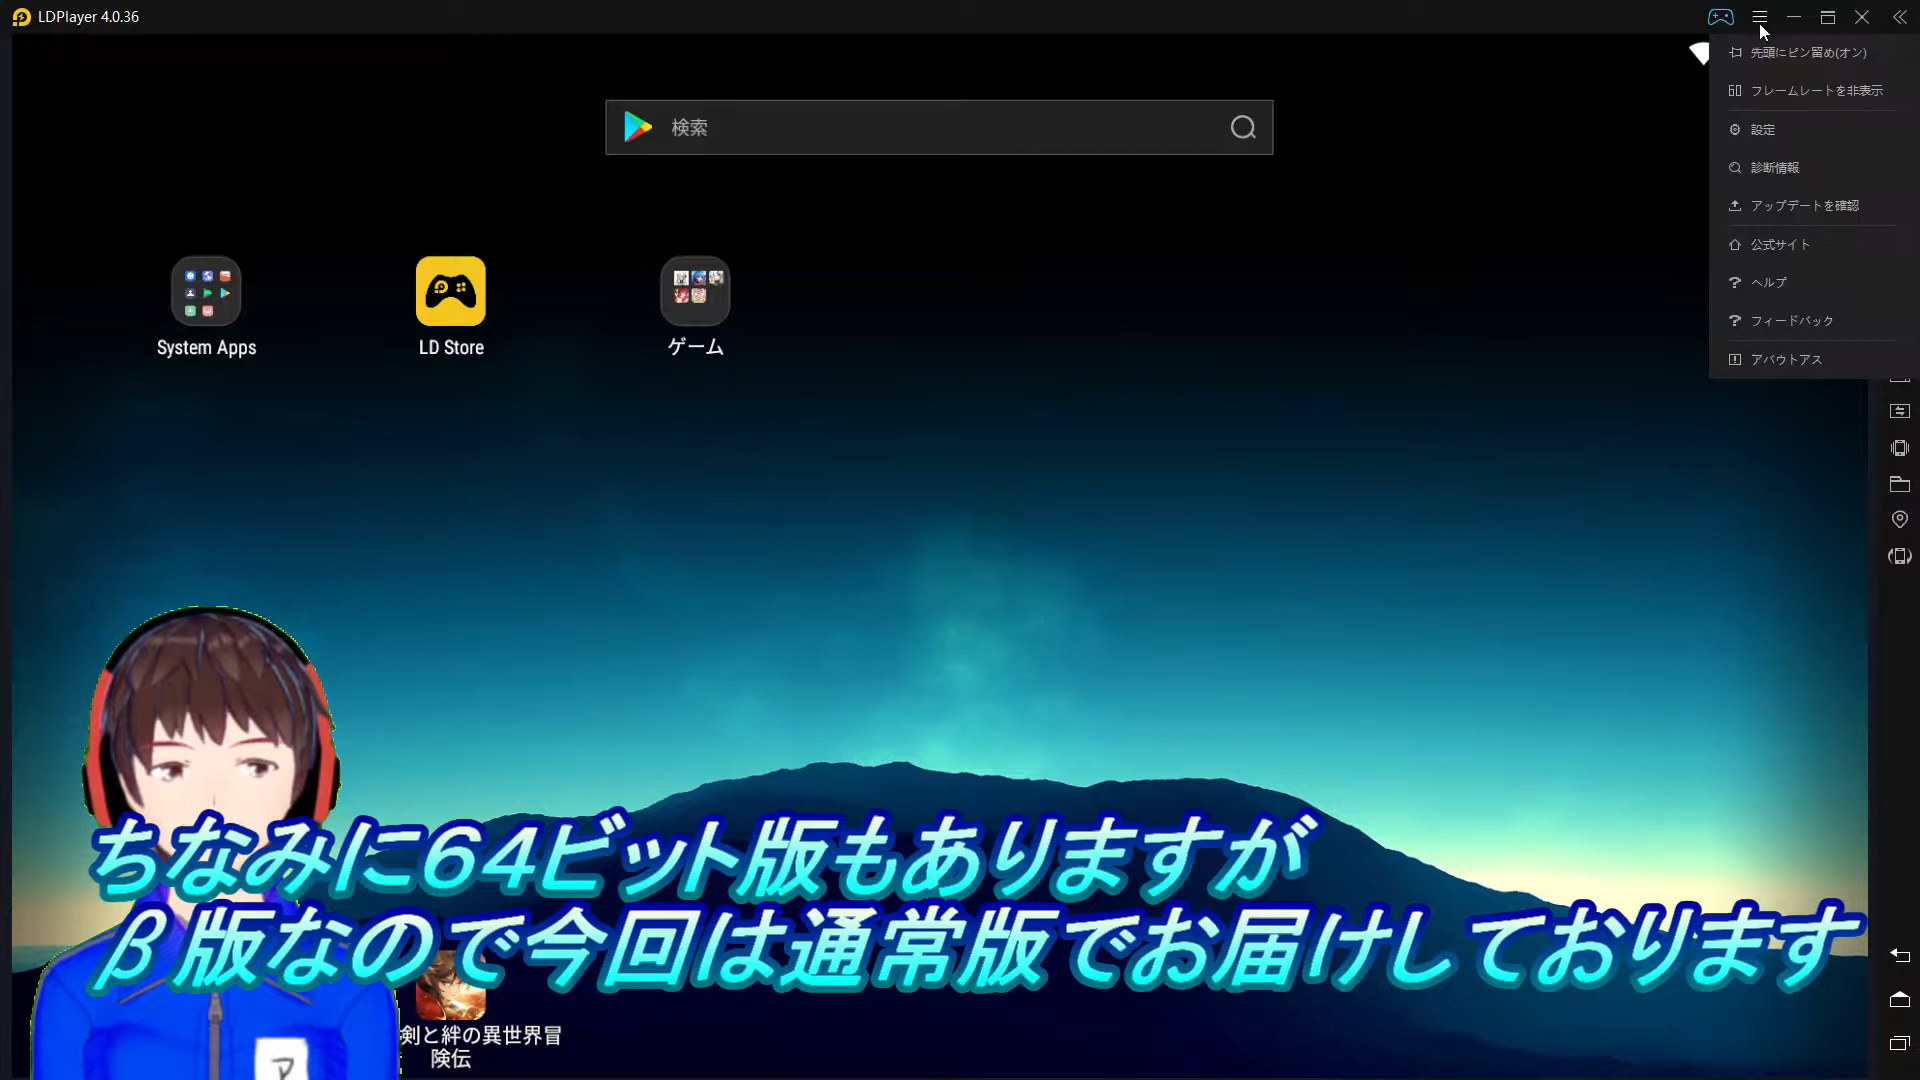 LDPlayer 4.0.36
先頭にピン留め(オン)
フレームレートを非表示
設定
診断情報
アップデートを確認
公式サイト
ヘルプ
フィードバック
アバウトアス
検索
System Apps
LD Store
ゲーム
ちなみに64ビット版もありますが
β版なので今回は通常版でお届けしております
剣と絆の異世界冒
険伝
ア